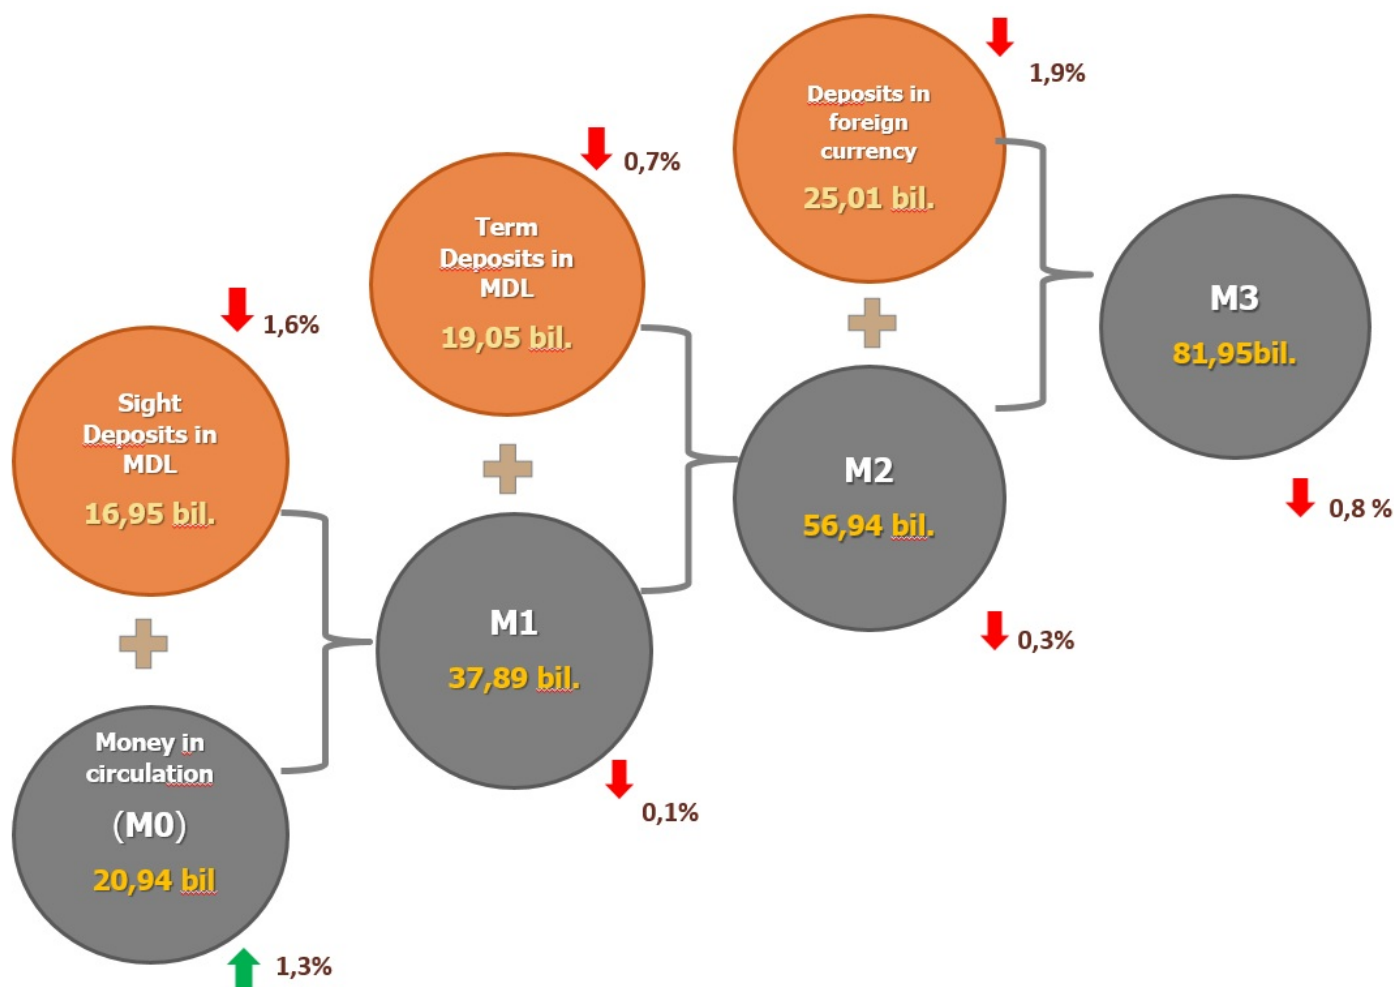 1,6%
Sight
Deposits in
MDL
16,95 bil.
Money in
circulation
(M0)
20,94 bil
1,3%
0,7%
Term
Deposits in
MDL
19,05 bil.
M1
37,89 bil.
0,1%
1,9%
Deposits in
foreign
currency
25,01 bil.
M2
56,94 bil.
0,3%
M3
81,95bil.
0,8 %